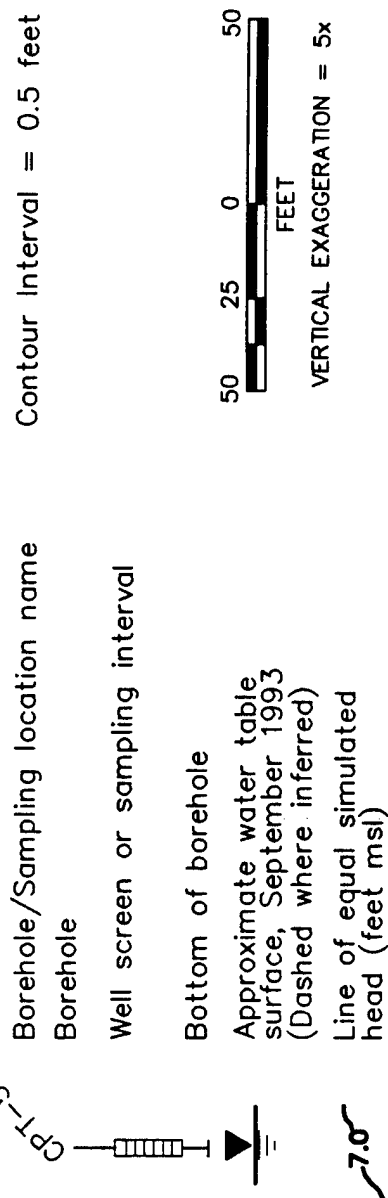 Borehole/Sampling location name
Borehole
Well screen or sampling interval
Bottom of borehole
Approximate water table
surface, September 1993
(Dashed where inferred)
Line of equal simulated
head (feet msl)
7.0
Contour Interval = 0.5 feet
50 25 0 50
FEET
VERTICAL EXAGGERATION = 5x